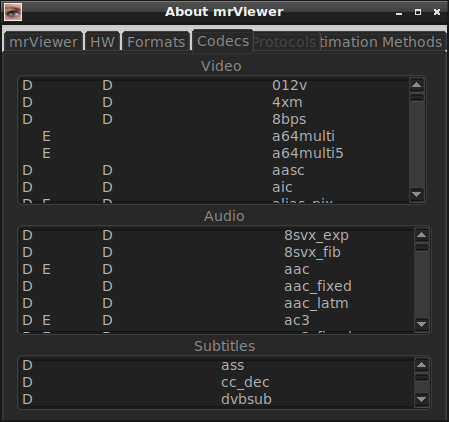 About mrViewer
mrViewer HW Formats Codecs Protocols timation Methods
Video
D D 012v
D D 4xm
D D 8bps
E a64multi
E a64multi5
D D aasc
D D aic
D E D alias_pix
Audio
D D 8svx_exp
D D 8svx_fib
D E D aac
D D aac_fixed
D D aac_latm
D E D ac3
Subtitles
D ass
D cc_dec
D dvbsub